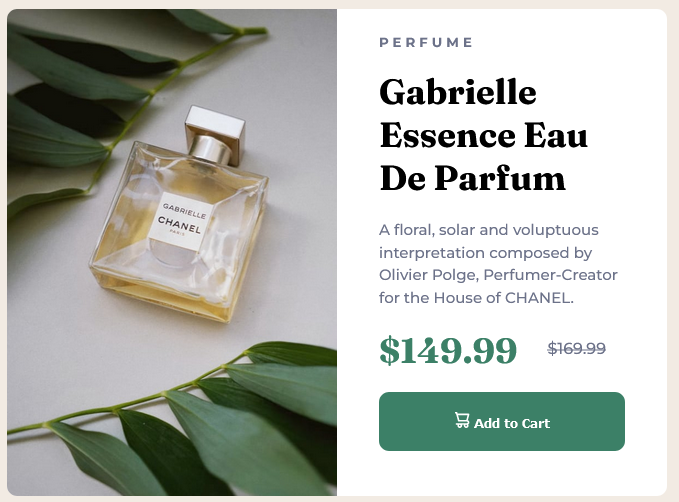 GABRIELLE
CHANEL
PARIS
PERFUME
Gabrielle
Essence Eau
De Parfum
A floral, solar and voluptuous
interpretation composed by
Olivier Polge, Perfumer-Creator
for the House of CHANEL.
$149.99 $169.99
Add to Cart